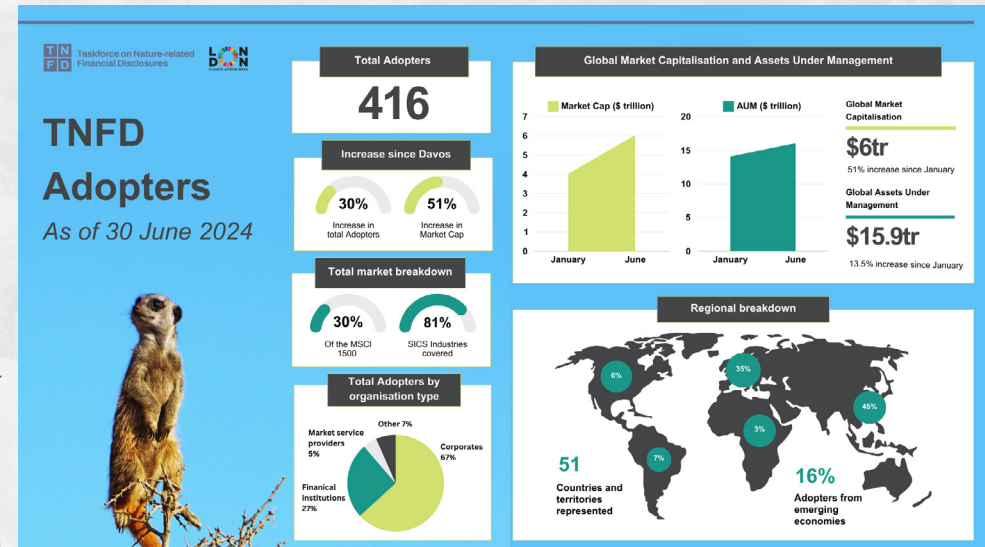 T N
F D
Taskforce on Nature-related
Financial Disclosures
L N
D N
CLIMATE ACTION WEEK
TNFD
Adopters
As of 30 June 2024
Total Adopters
416
Increase since Davos
30%
Increase in
total Adopters
51%
Increase in
Market Cap
Total market breakdown
30%
Of the MSCI
1500
81%
SICS Industries
covered
Total Adopters by
organisation type
Other 7%
Market service
providers
5%
Corporates
67%
Finanical
institutions
27%
Global Market Capitalisation and Assets Under Management
Market Cap ($ trillion)
7
6
5
4
3
2
1
0
January
June
AUM ($ trillion)
20
15
10
5
0
January
June
Global Market
Capitalisation
$6tr
51% increase since January
Global Assets Under
Management
$15.9tr
13.5% increase since January
Regional breakdown
6%
35%
45%
3%
7%
51
Countries and
territories
represented
16%
Adopters from
emerging
economies